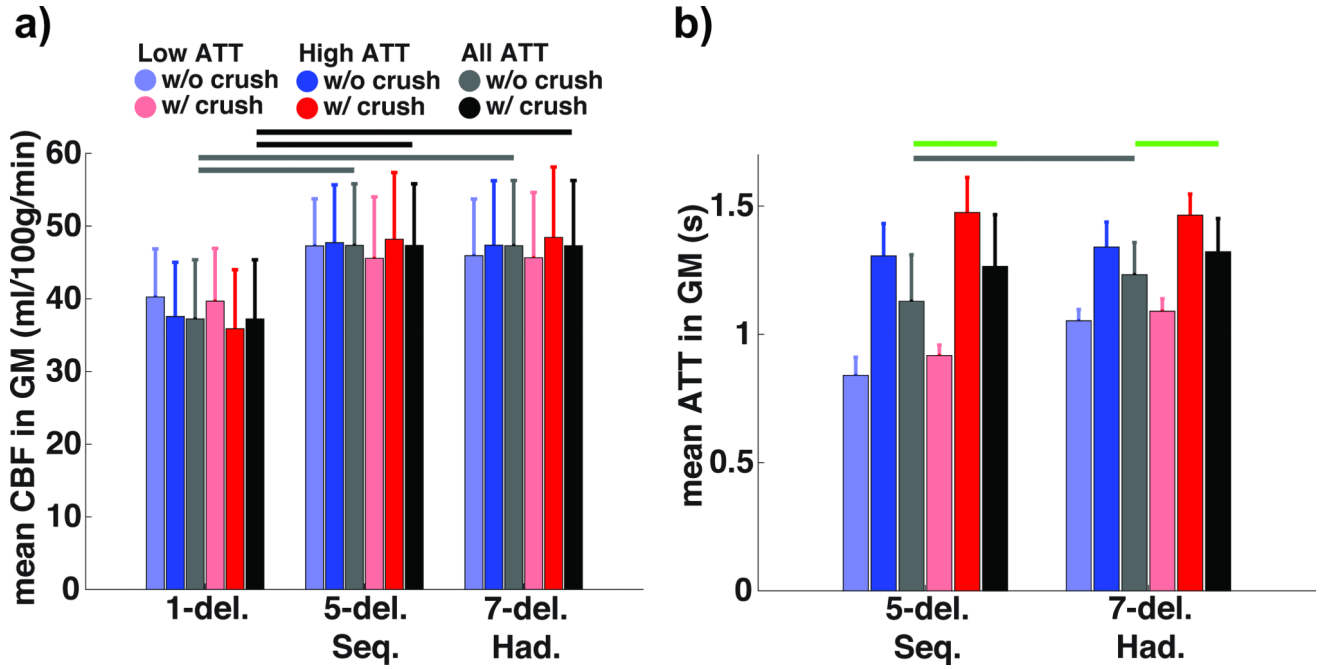 a)
Low ATT
High ATT
All ATT
w/o crush
w/o crush
w/o crush
w/ crush
w/ crush
w/ crush
mean CBF in GM (ml/100g/min)
60
50
40
30
20
10
0
1-del.
5-del.
Seq.
7-del.
Had.
b)
mean ATT in GM (s)
1.5
1
0.5
0
5-del.
Seq.
7-del.
Had.